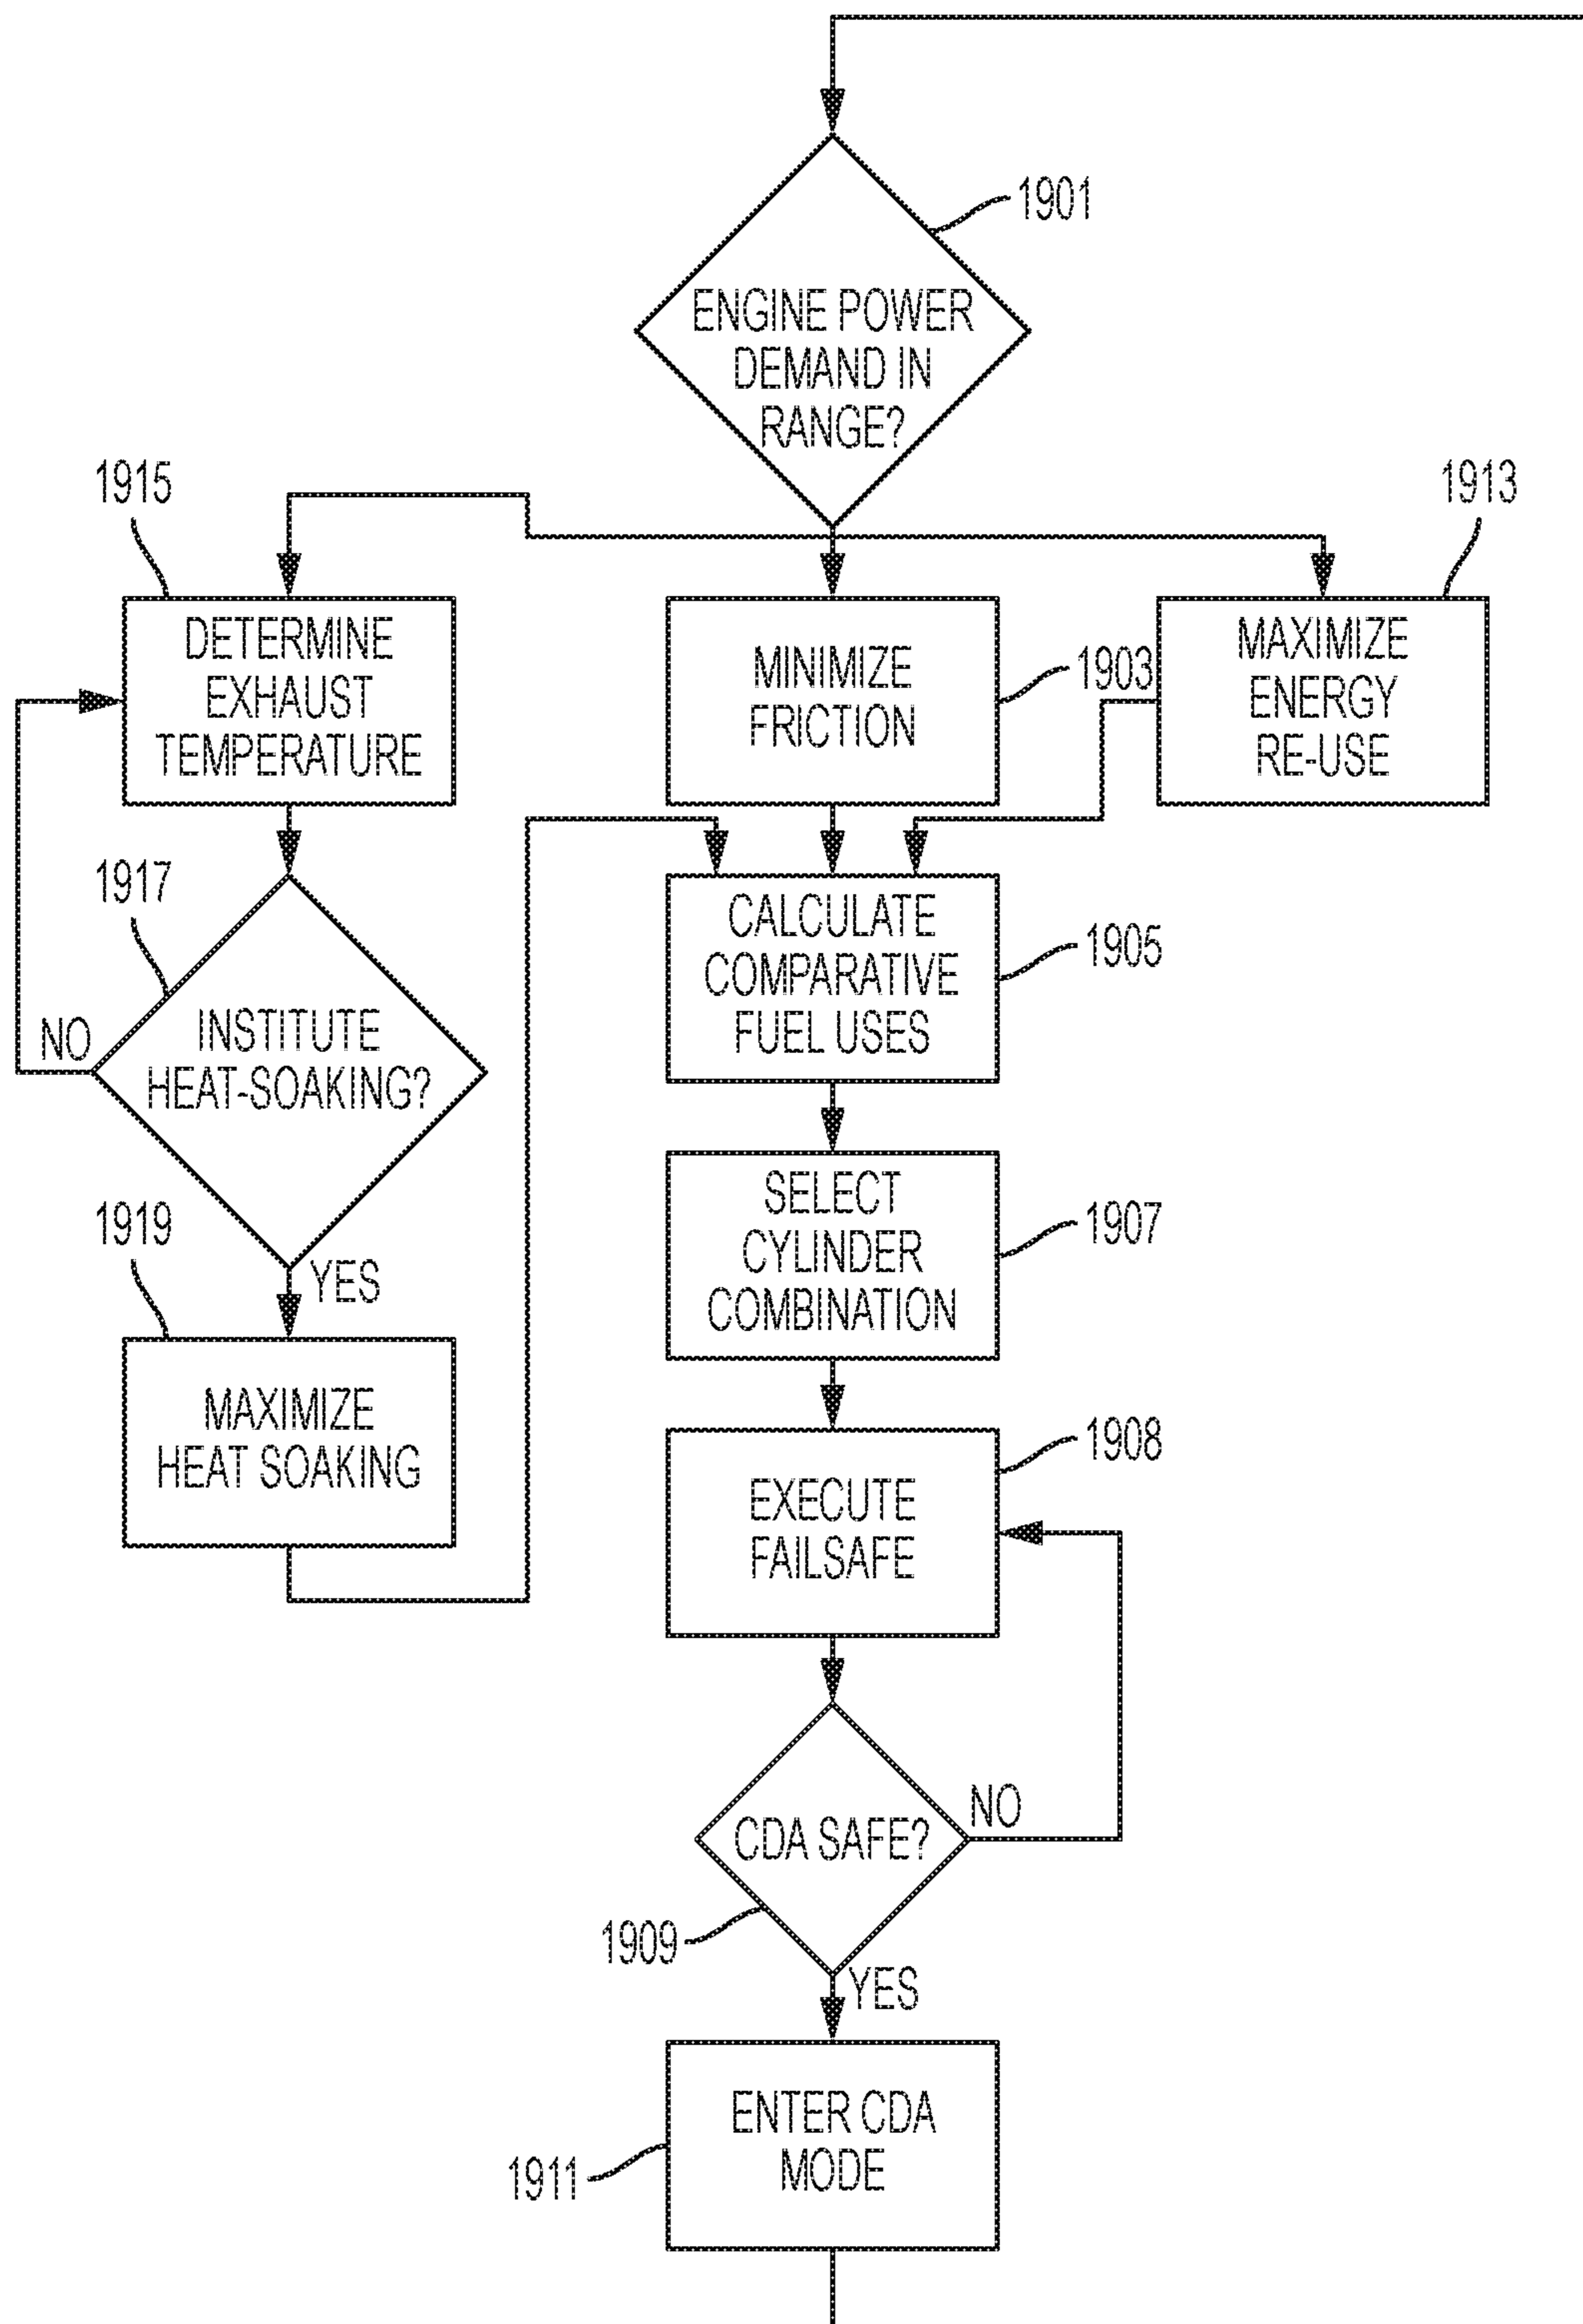 1901
ENGINE POWER
DEMAND IN
RANGE?
1915
1913
DETERMINE
EXHAUST
TEMPERATURE
MINIMIZE
FRICTION
1903
MAXIMIZE
ENERGY
RE-USE
1917
CALCULATE
COMPARATIVE
FUEL USES
1905
NO
INSTITUTE
HEAT-SOAKING?
SELECT
CYLINDER
COMBINATION
1907
1919
YES
MAXIMIZE
HEAT SOAKING
1908
EXECUTE
FAILSAFE
NO
CDA SAFE?
1909
YES
ENTER CDA
MODE
1911